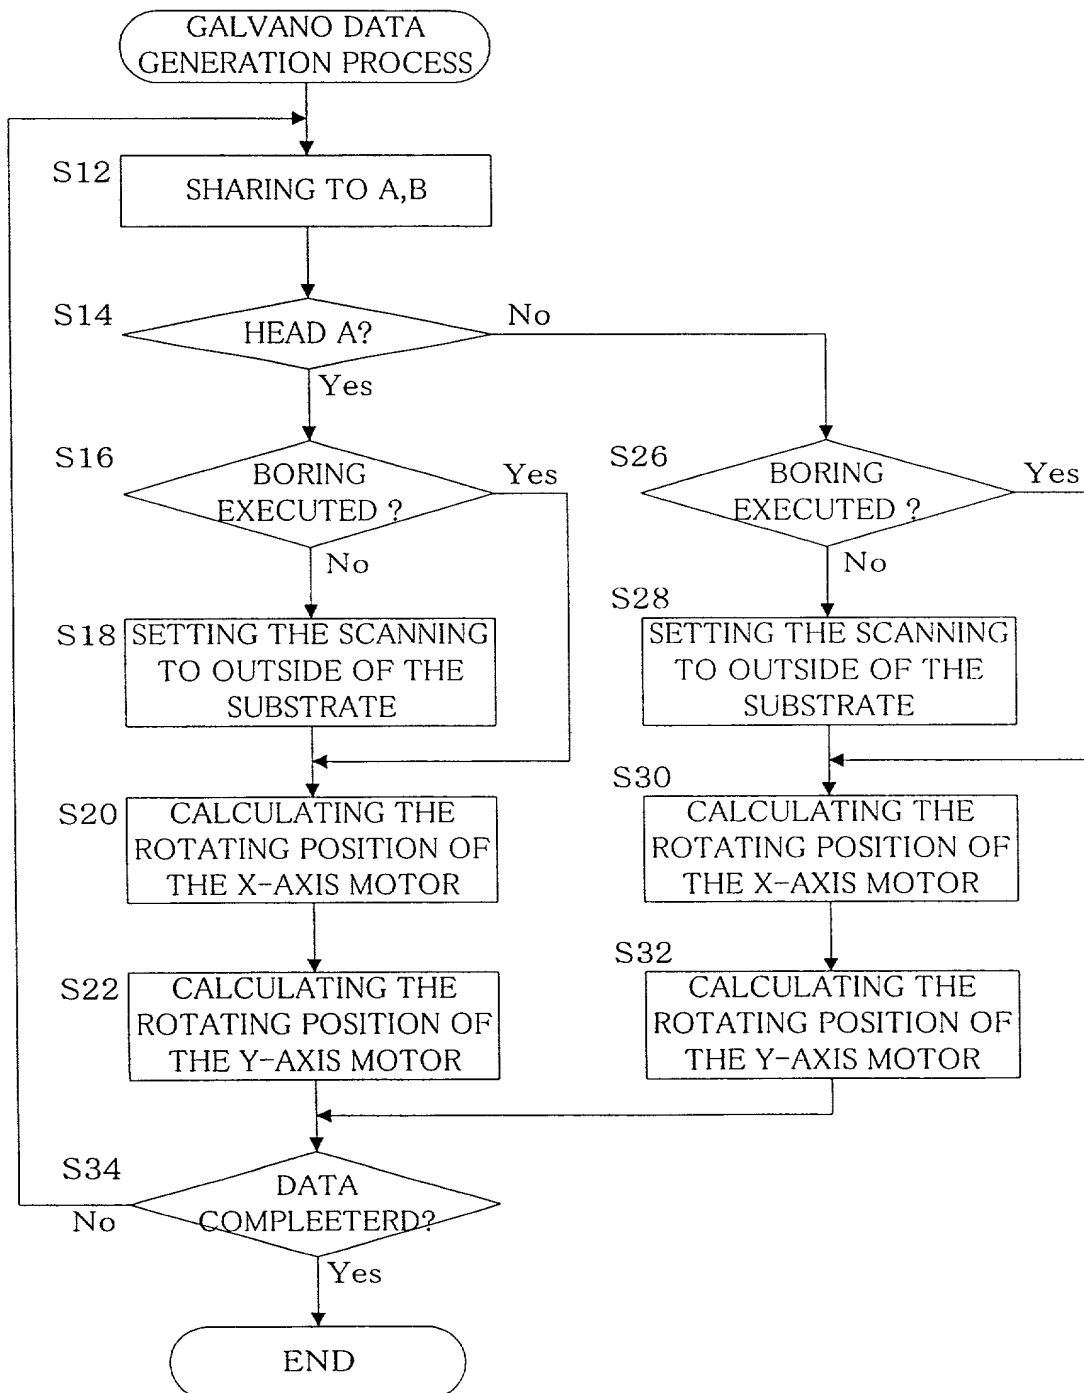 GALVANO DATA
GENERATION PROCESS
S12
SHARING TO A,B
S14
HEAD A?
No
Yes
S16
BORING
EXECUTED ?
Yes
No
S26
BORING
EXECUTED ?
Yes
No
S18
SETTING THE SCANNING
TO OUTSIDE OF THE
SUBSTRATE
S28
SETTING THE SCANNING
TO OUTSIDE OF THE
SUBSTRATE
S20
CALCULATING THE
ROTATING POSITION OF
THE X-AXIS MOTOR
S30
CALCULATING THE
ROTATING POSITION OF
THE X-AXIS MOTOR
S22
CALCULATING THE
ROTATING POSITION OF
THE Y-AXIS MOTOR
S32
CALCULATING THE
ROTATING POSITION OF
THE Y-AXIS MOTOR
S34
DATA
COMPLEETERD?
No
Yes
END